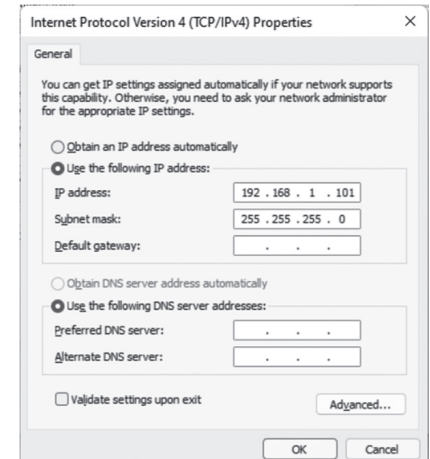 Internet Protocol Version 4 (TCP/IPv4) Properties
General
You can get IP settings assigned automatically if your network supports
this capability. Otherwise, you need to ask your network administrator
for the appropriate IP settings.
Obtain an IP address automatically
Use the following IP address:
IP address: 192 . 168 . 1 . 101
Subnet mask: 255 . 255 . 255 . 0
Default gateway: . . .
Obtain DNS server address automatically
Use the following DNS server addresses:
Preferred DNS server: . . .
Alternate DNS server: . . .
Validate settings upon exit
Advanced...
OK Cancel